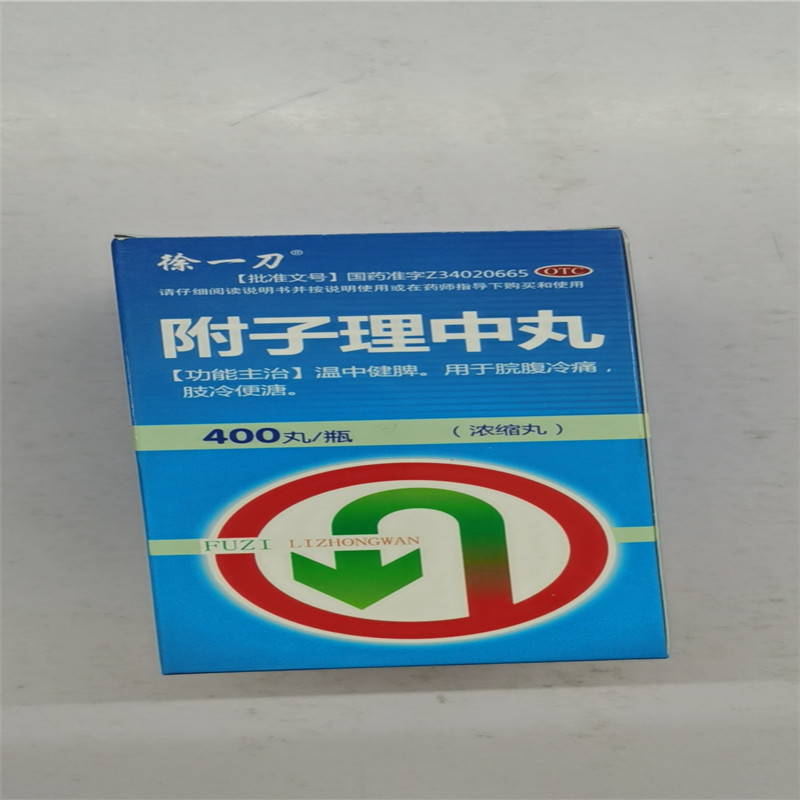 徐一刀®
【批准文号】国药准字Z34020665 OTC
请仔细阅读说明书并按说明使用或在药师指导下购买和使用
附子理中丸
【功能主治】温中健脾。用于脘腹冷痛，
肢冷便溏。
400丸/瓶 （浓缩丸）
FUZI LIZHONGWAN